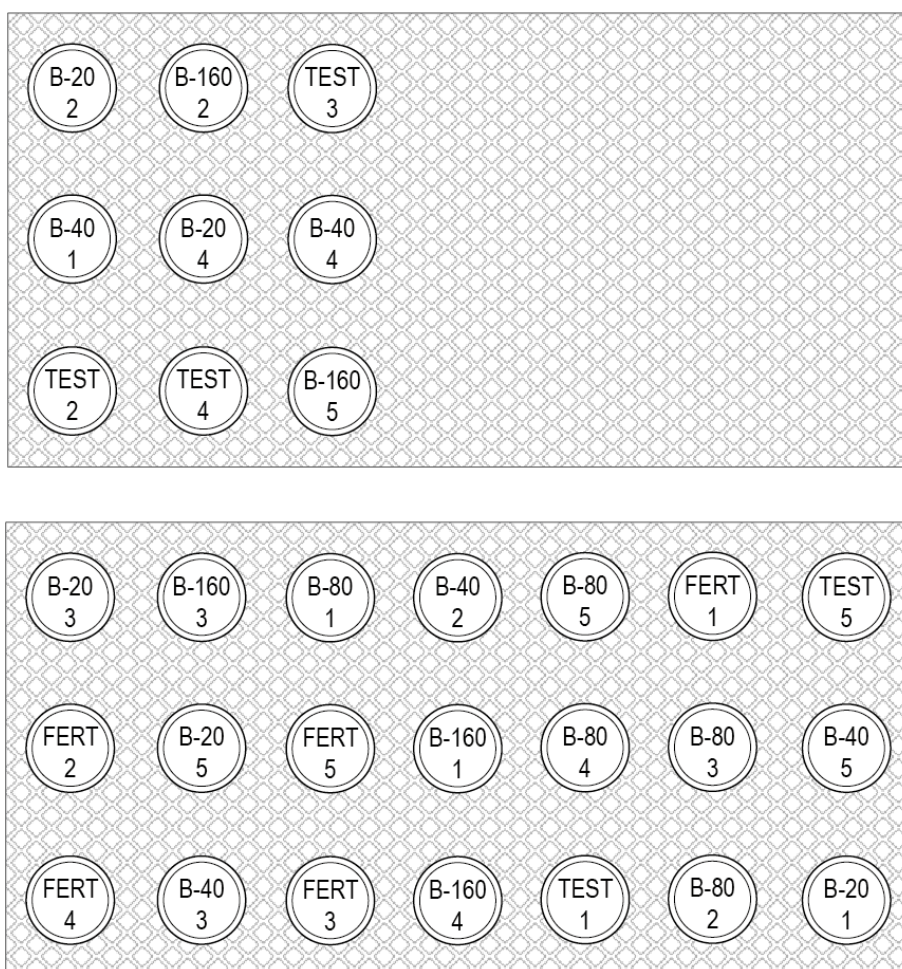 B-20 B-160 TEST
2 2 3
B-40 B-20 B-40
1 4 4
TEST TEST B-160
2 4 5
B-20 B-160 B-80 B-40 B-80 FERT TEST
3 3 1 2 5 1 5
FERT B-20 FERT B-160 B-80 B-80 B-40
2 5 5 1 4 3 5
FERT B-40 FERT B-160 TEST B-80 B-20
4 3 3 4 1 2 1